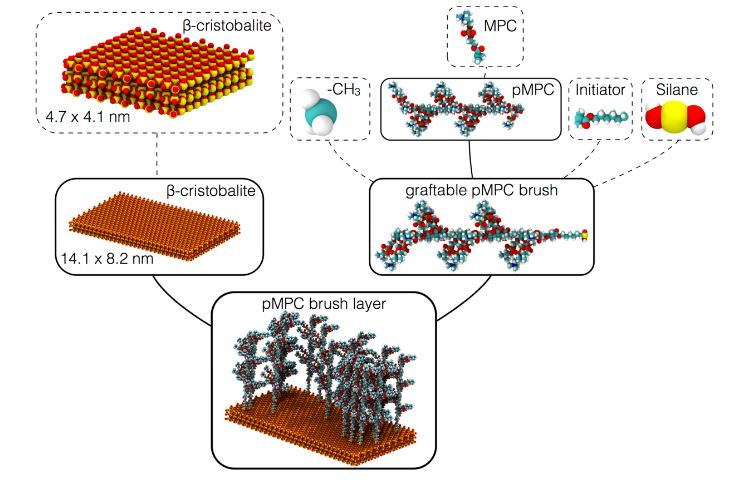 β-cristobalite
4.7 x 4.1 nm
MPC
-CH₃
pMPC
Initiator
Silane
β-cristobalite
14.1 x 8.2 nm
graftable pMPC brush
pMPC brush layer